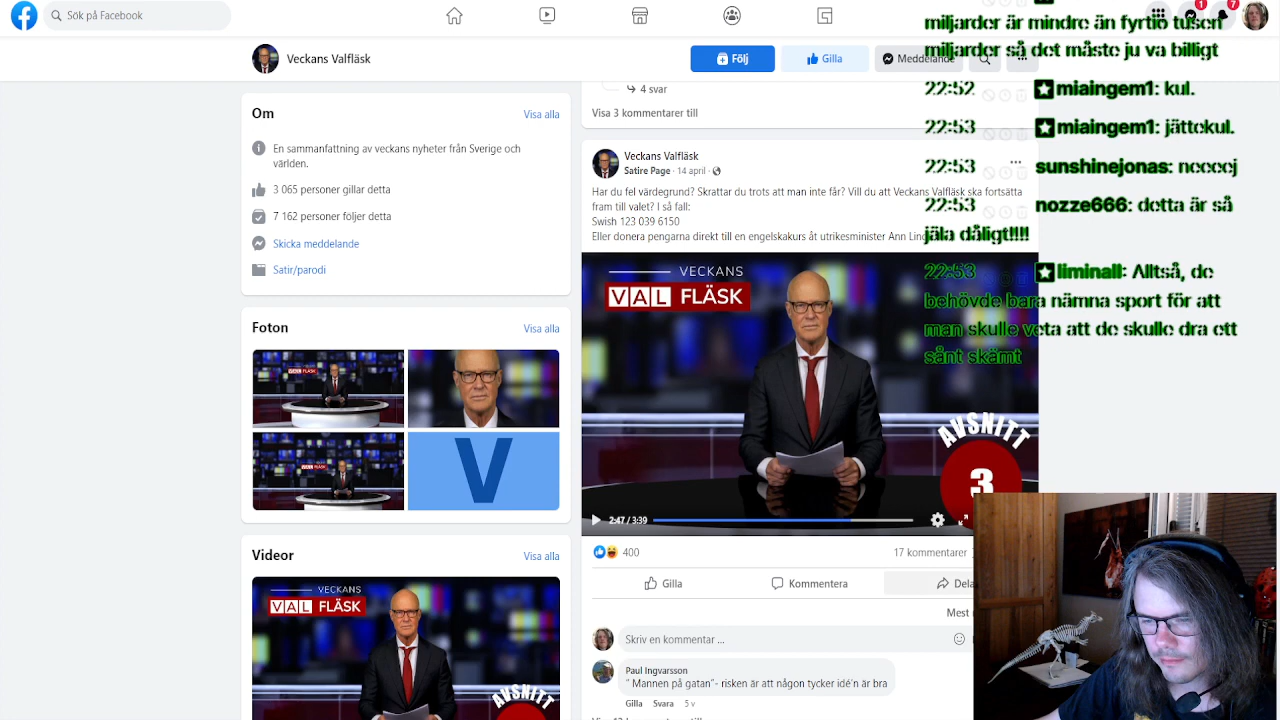 Sök på Facebook
1
7
Veckans Valfläsk
Följ
Gilla
Meddelande
Om
Visa alla
En sammanfattning av veckans nyheter från Sverige och
världen.
3 065 personer gillar detta
7 162 personer följer detta
Skicka meddelande
Satir/parodi
Foton
Visa alla
V
Videor
Visa alla
VECKANS
VAL FLÄSK
AVSNITT
4 svar
Visa 3 kommentarer till
Veckans Valfläsk
Satire Page · 14 april ·
Har du fel värdegrund? Skrattar du trots att man inte får? Vill du att Veckans Valfläsk ska fortsätta
fram till valet? I så fall:
Swish 123 039 6150
Eller donera pengarna direkt till en engelskakurs åt utrikesminister Ann
VECKANS
VAL FLÄSK
AVSNITT
3
2:47 / 3:39
400
17 kommentarer
Gilla
Kommentera
Dela
Mest
Skriv en kommentar ...
Paul Ingvarsson
" Mannen på gatan"- risken är att någon tycker idé'n är bra
Gilla Svara 5 v
miljarder är mindre än fyrtio tusen
miljarder så det måste ju va billigt
22:52 miaingem1: kul.
22:53 miaingem1: jättekul.
22:53 sunshinejonas: neeeej
22:53 nozze666: detta är så
jäla dåligt!!!!
22:53 liminall: Alltså, de
behövde bara nämna sport för att
man skulle veta att de skulle dra ett
sånt skämt